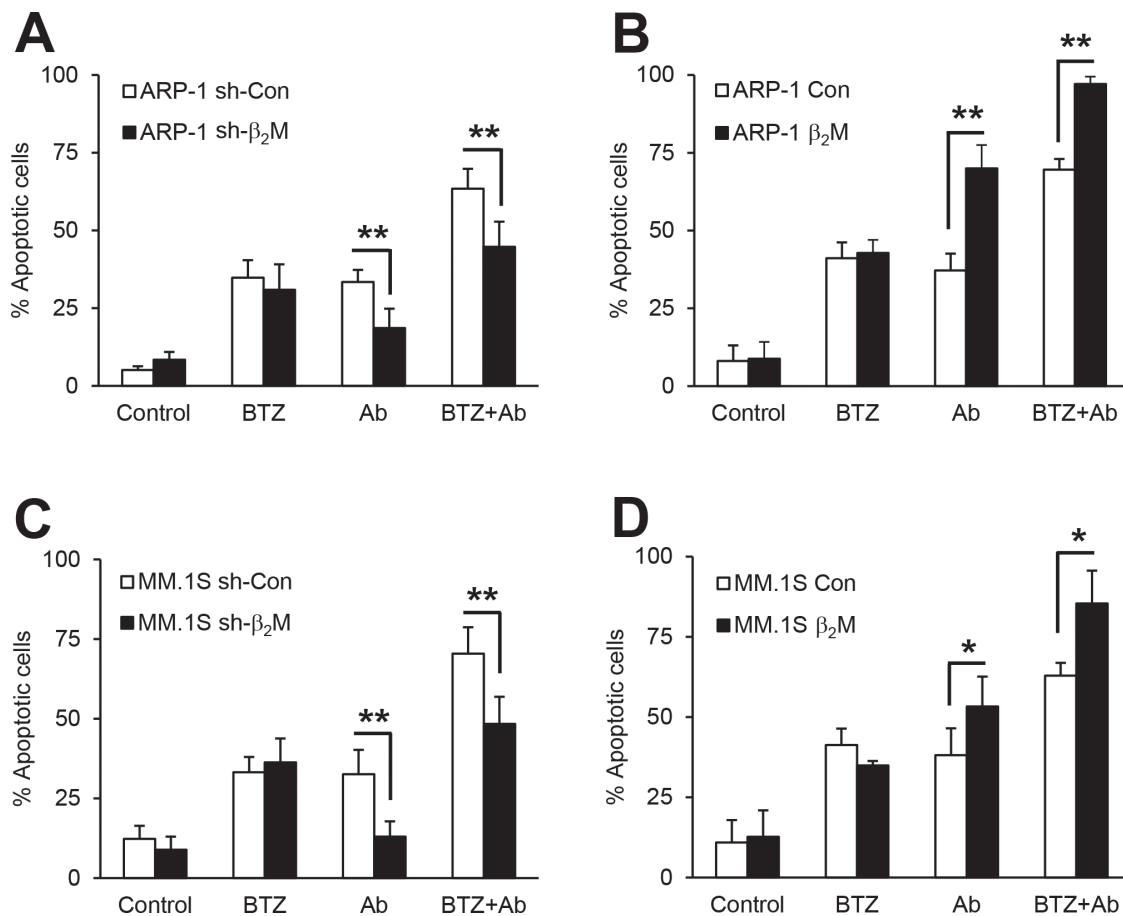 A
% Apoptotic cells
100
75
50
25
0
ARP-1 sh-Con
ARP-1 sh-β₂M
**
**
Control BTZ Ab BTZ+Ab
B
% Apoptotic cells
100
75
50
25
0
ARP-1 Con
ARP-1 β₂M
**
**
Control BTZ Ab BTZ+Ab
C
% Apoptotic cells
100
75
50
25
0
MM.1S sh-Con
MM.1S sh-β₂M
**
**
Control BTZ Ab BTZ+Ab
D
% Apoptotic cells
100
75
50
25
0
MM.1S Con
MM.1S β₂M
*
*
Control BTZ Ab BTZ+Ab